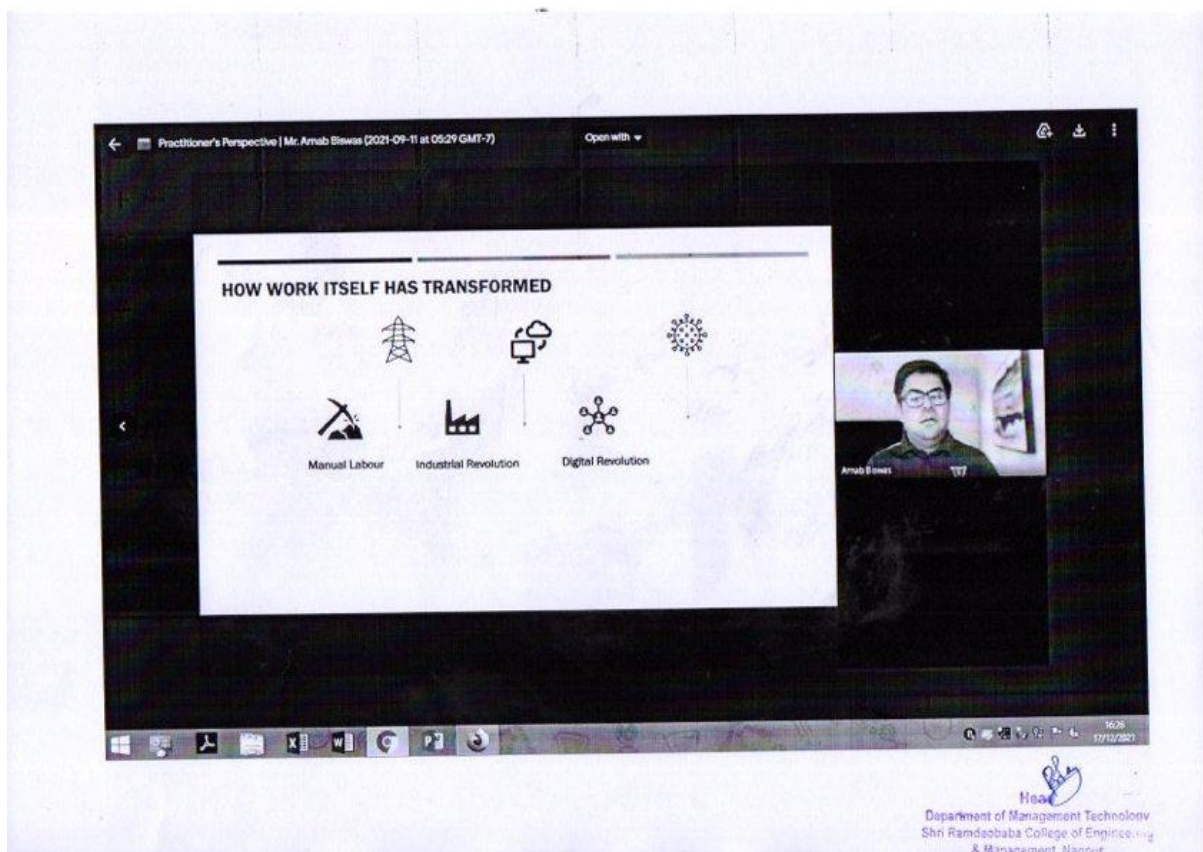 Practitioner's Perspective | Mr. Arnab Biswas (2021-09-11 at 05:29 GMT-7)
Open with
HOW WORK ITSELF HAS TRANSFORMED
Manual Labour
Industrial Revolution
Digital Revolution
Arnab Biswas
16:26
17/12/2021
Head
Department of Management Technology
Shri Ramdeobaba College of Engineering
& Management, Nagpur